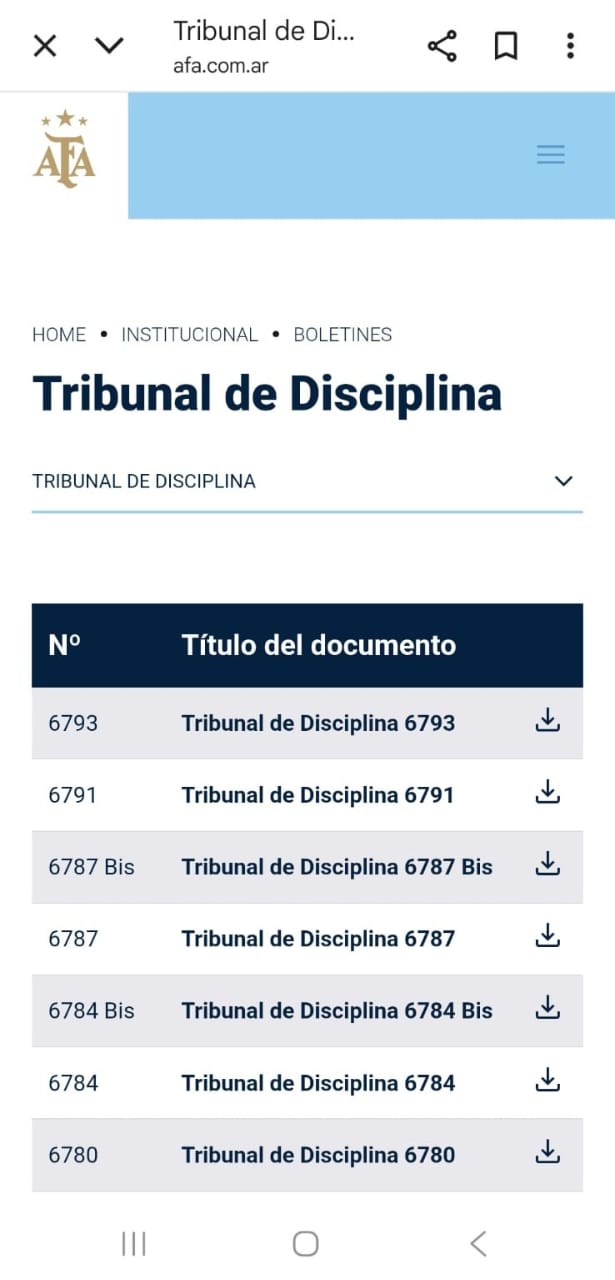 Tribunal de Di...
afa.com.ar
AFA
HOME • INSTITUCIONAL • BOLETINES
Tribunal de Disciplina
TRIBUNAL DE DISCIPLINA
Nº Título del documento
6793 Tribunal de Disciplina 6793
6791 Tribunal de Disciplina 6791
6787 Bis Tribunal de Disciplina 6787 Bis
6787 Tribunal de Disciplina 6787
6784 Bis Tribunal de Disciplina 6784 Bis
6784 Tribunal de Disciplina 6784
6780 Tribunal de Disciplina 6780